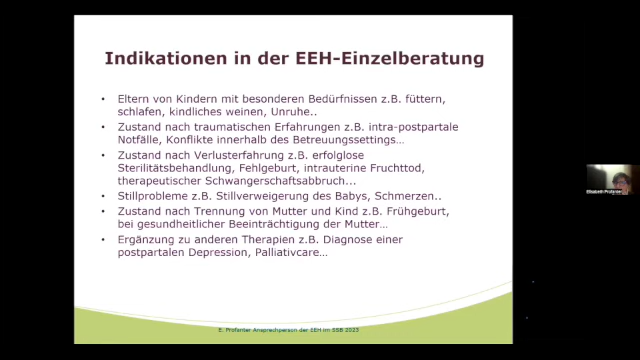 Indikationen in der EEH-Einzelberatung
• Eltern von Kindern mit besonderen Bedürfnissen z.B. füttern,
schlafen, kindliches weinen, Unruhe..
• Zustand nach traumatischen Erfahrungen z.B. intra-postpartale
Notfälle, Konflikte innerhalb des Betreuungssettings…
• Zustand nach Verlusterfahrung z.B. erfolglose
Sterilitätsbehandlung, Fehlgeburt, intrauterine Fruchttod,
therapeutischer Schwangerschaftsabbruch...
• Stillprobleme z.B. Stillverweigerung des Babys, Schmerzen..
• Zustand nach Trennung von Mutter und Kind z.B. Frühgeburt,
bei gesundheitlicher Beeinträchtigung der Mutter…
• Ergänzung zu anderen Therapien z.B. Diagnose einer
postpartalen Depression, Palliativcare…
E. Profanter Ansprechperson der EEH im SSB 2023
Elisabeth Profanter